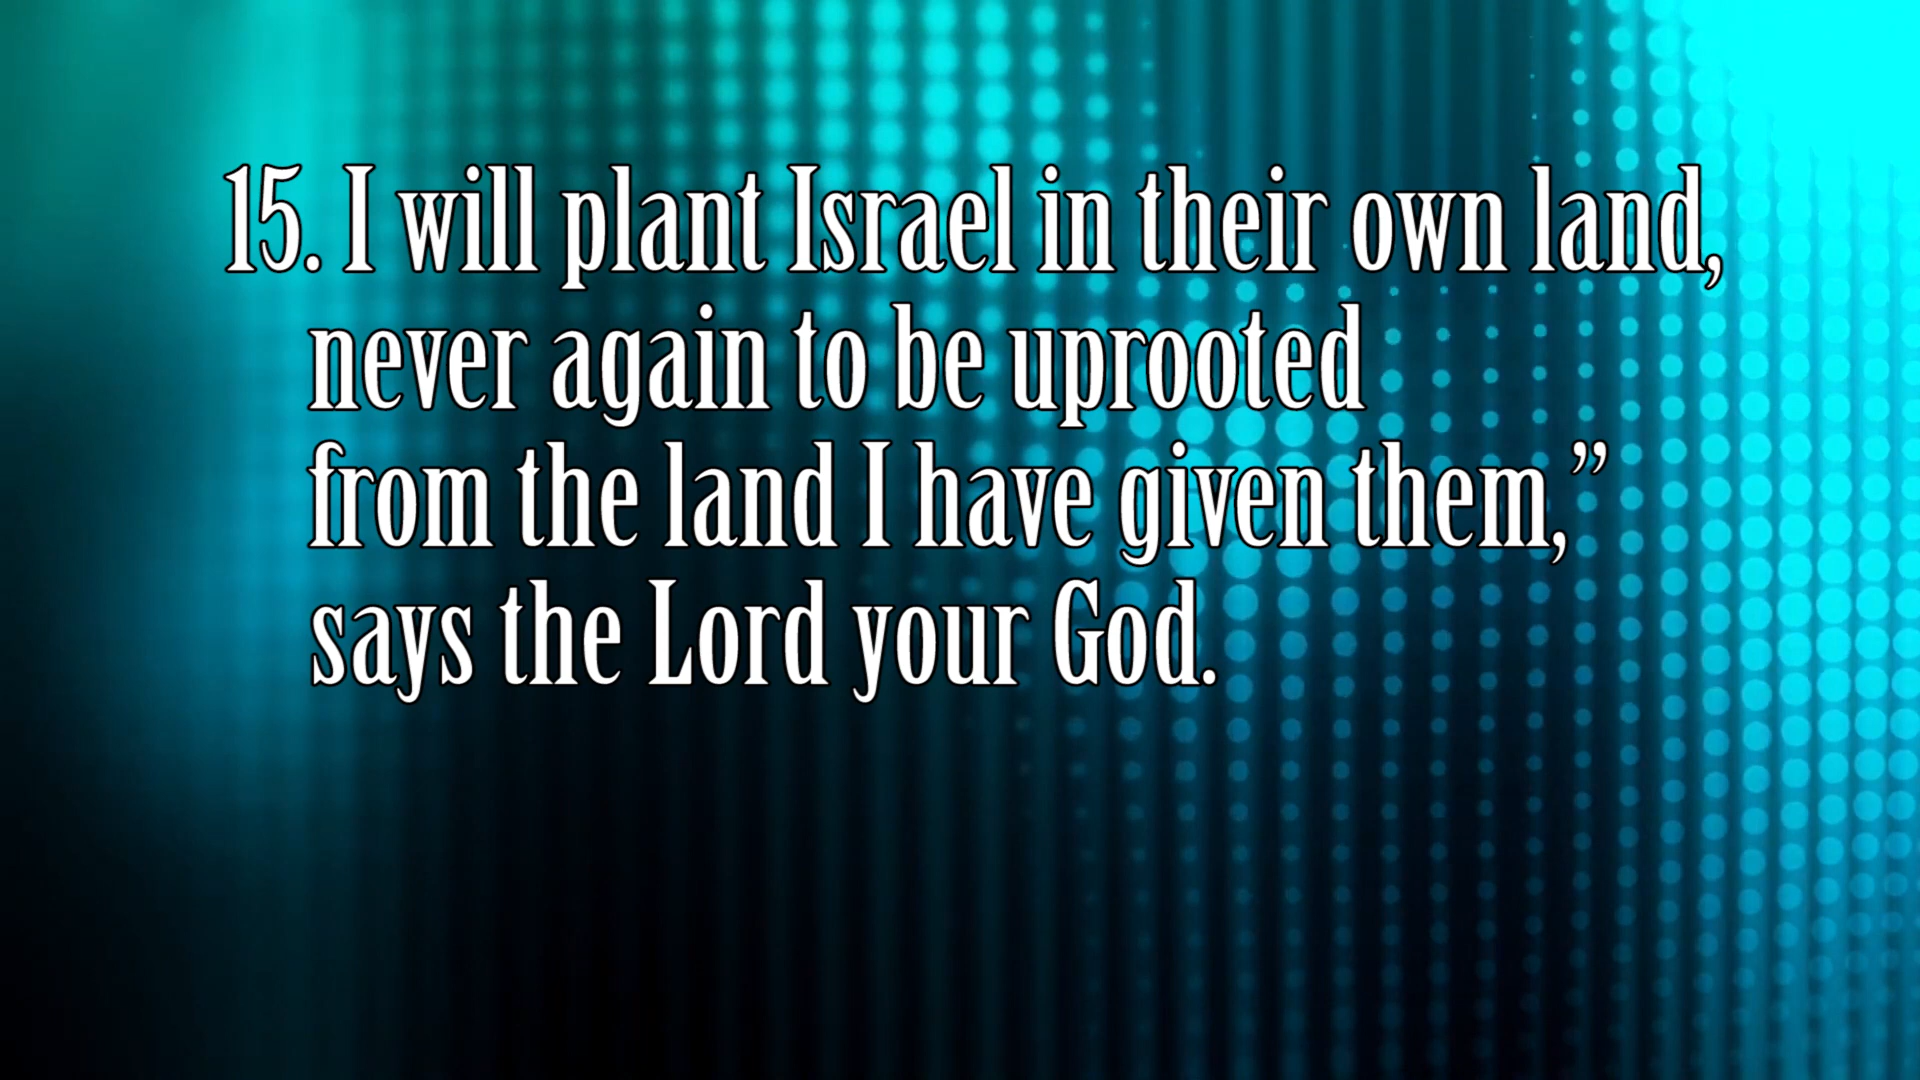 15. I will plant Israel in their own land,
never again to be uprooted
from the land I have given them,”
says the Lord your God.